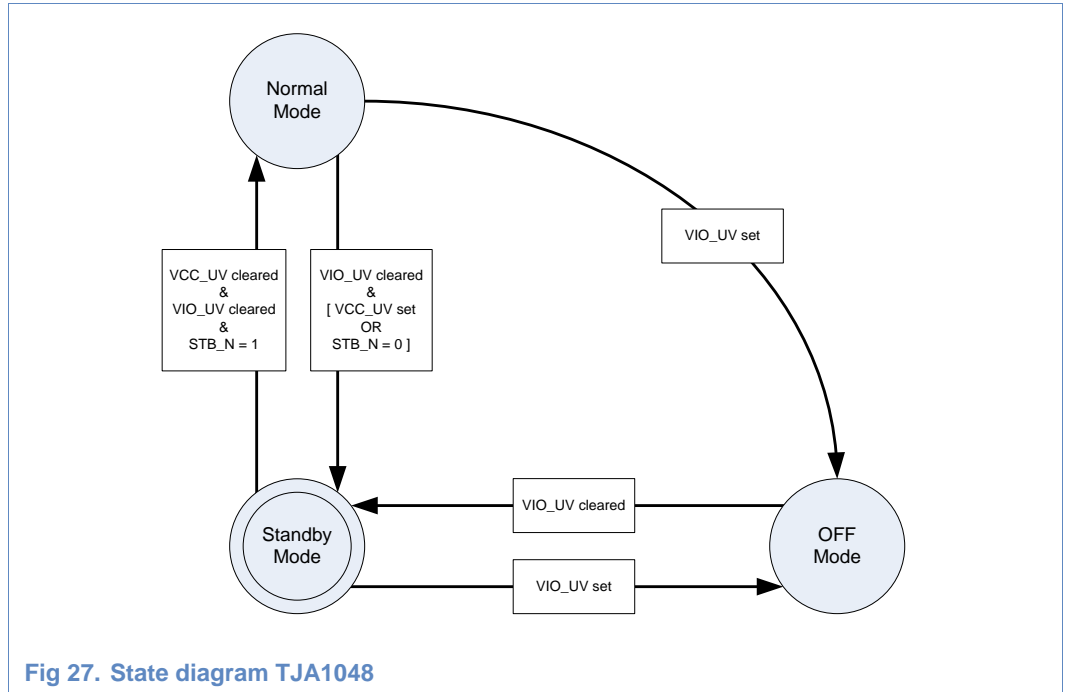 Normal
Mode
VIO_UV set
VCC_UV cleared
&
VIO_UV cleared
&
STB_N = 1
VIO_UV cleared
&
[ VCC_UV set
OR
STB_N = 0 ]
VIO_UV cleared
Standby
Mode
OFF
Mode
VIO_UV set
Fig 27. State diagram TJA1048